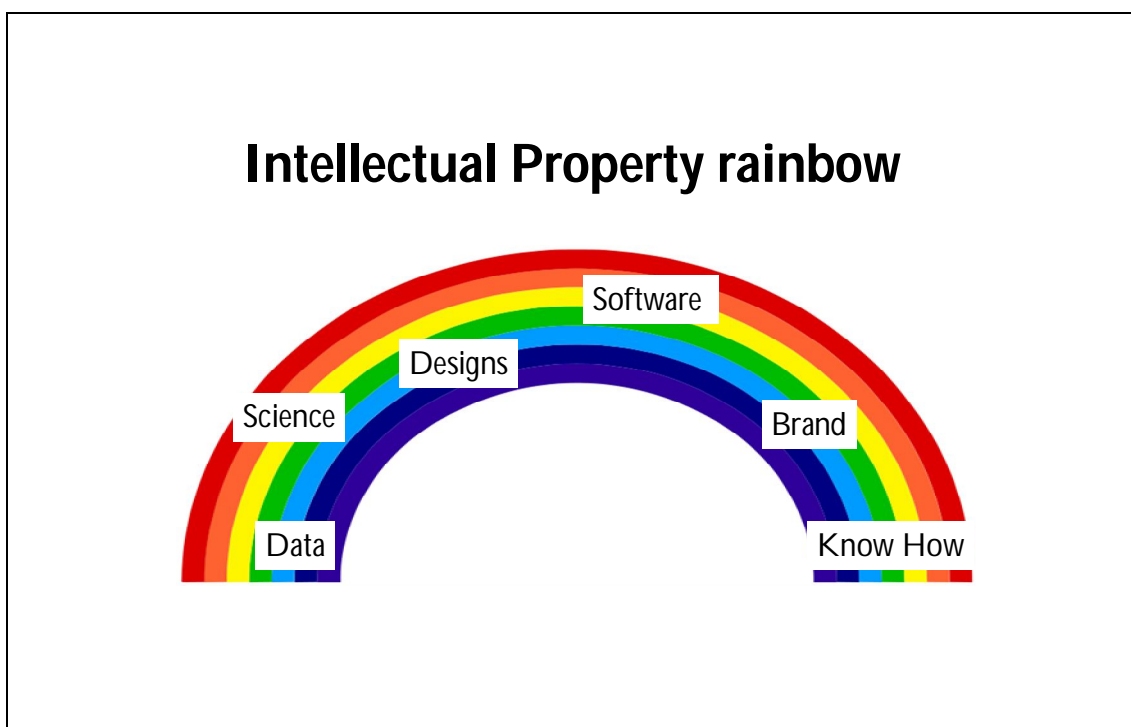 Intellectual Property rainbow
Software
Designs
Science
Brand
Data
Know How